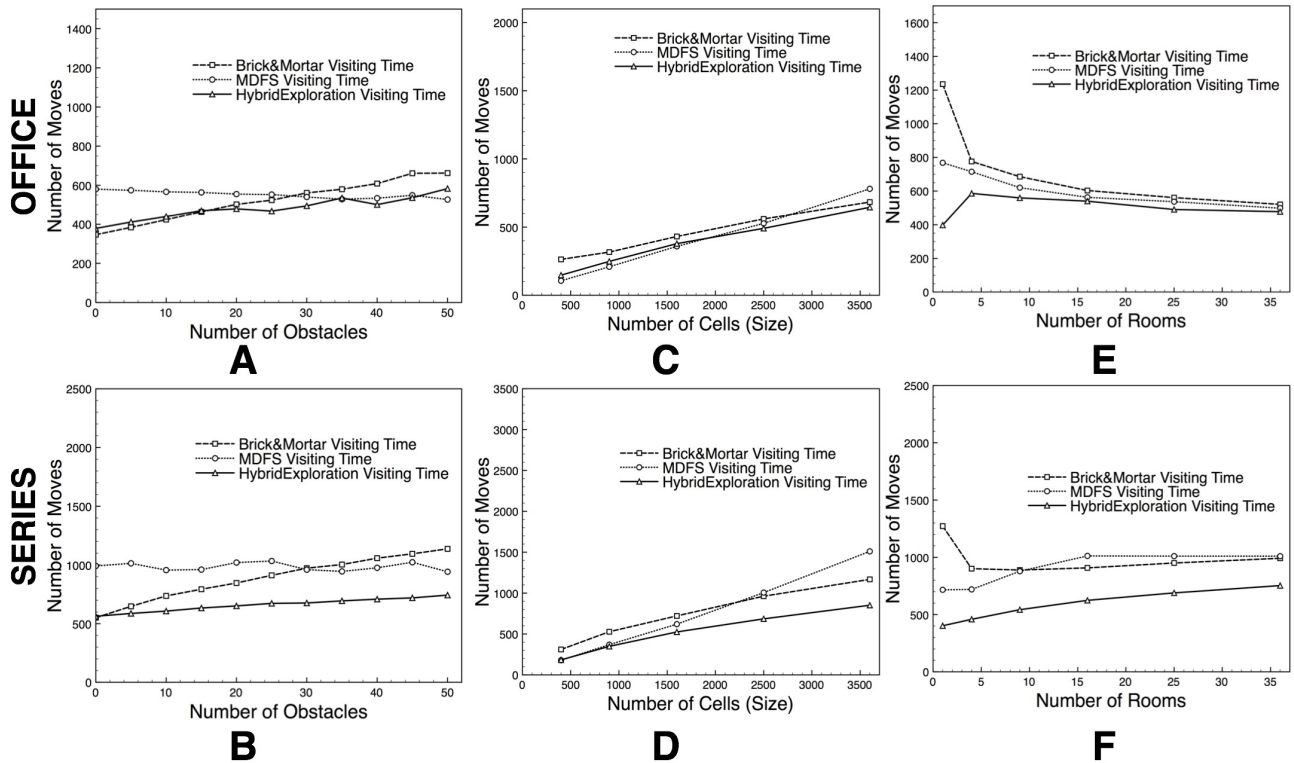 OFFICE
Number of Moves
1400
1200
1000
800
600
400
200
0
Brick&Mortar Visiting Time
MDFS Visiting Time
HybridExploration Visiting Time
0 10 20 30 40 50
Number of Obstacles
A
Number of Moves
2000
1500
1000
500
0
Brick&Mortar Visiting Time
MDFS Visiting Time
HybridExploration Visiting Time
0 500 1000 1500 2000 2500 3000 3500
Number of Cells (Size)
C
Number of Moves
1600
1400
1200
1000
800
600
400
200
0
Brick&Mortar Visiting Time
MDFS Visiting Time
HybridExploration Visiting Time
0 5 10 15 20 25 30 35
Number of Rooms
E
SERIES
Number of Moves
2500
2000
1500
1000
500
0
Brick&Mortar Visiting Time
MDFS Visiting Time
HybridExploration Visiting Time
0 10 20 30 40 50
Number of Obstacles
B
Number of Moves
3500
3000
2500
2000
1500
1000
500
0
Brick&Mortar Visiting Time
MDFS Visiting Time
HybridExploration Visiting Time
0 500 1000 1500 2000 2500 3000 3500
Number of Cells (Size)
D
Number of Moves
2500
2000
1500
1000
500
0
Brick&Mortar Visiting Time
MDFS Visiting Time
HybridExploration Visiting Time
0 5 10 15 20 25 30 35
Number of Rooms
F